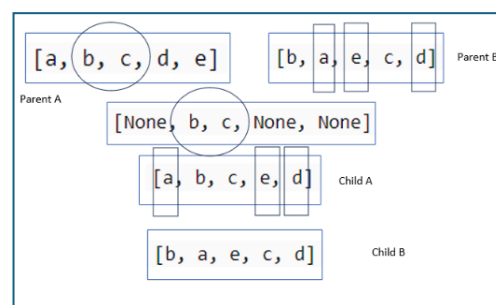 [a, b, c, d, e]
[b, a, e, c, d]
Parent B
Parent A
[None, b, c, None, None]
[a, b, c, e, d]
Child A
[b, a, e, c, d]
Child B